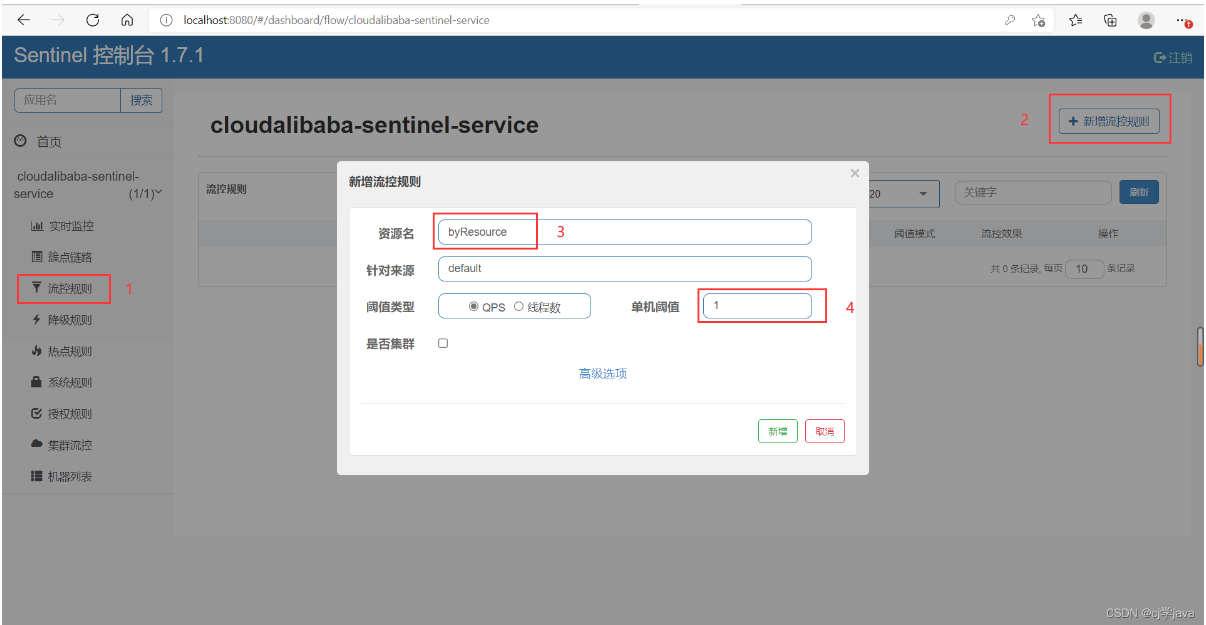 localhost:8080/#/dashboard/flow/cloudalibaba-sentinel-service
Sentinel 控制台 1.7.1
注销
应用名 搜索
首页
cloudalibaba-sentinel-
service (1/1)
实时监控
簇点链路
流控规则
1
降级规则
热点规则
系统规则
授权规则
集群流控
机器列表
cloudalibaba-sentinel-service
2
+ 新增流控规则
流控规则
20
关键字
刷新
阈值模式 流控效果 操作
共 0 条记录, 每页 10 条记录
新增流控规则
×
资源名 byResource
3
针对来源 default
阈值类型 QPS 线程数 单机阈值 1
4
是否集群
高级选项
新增 取消
CSDN @cj学java